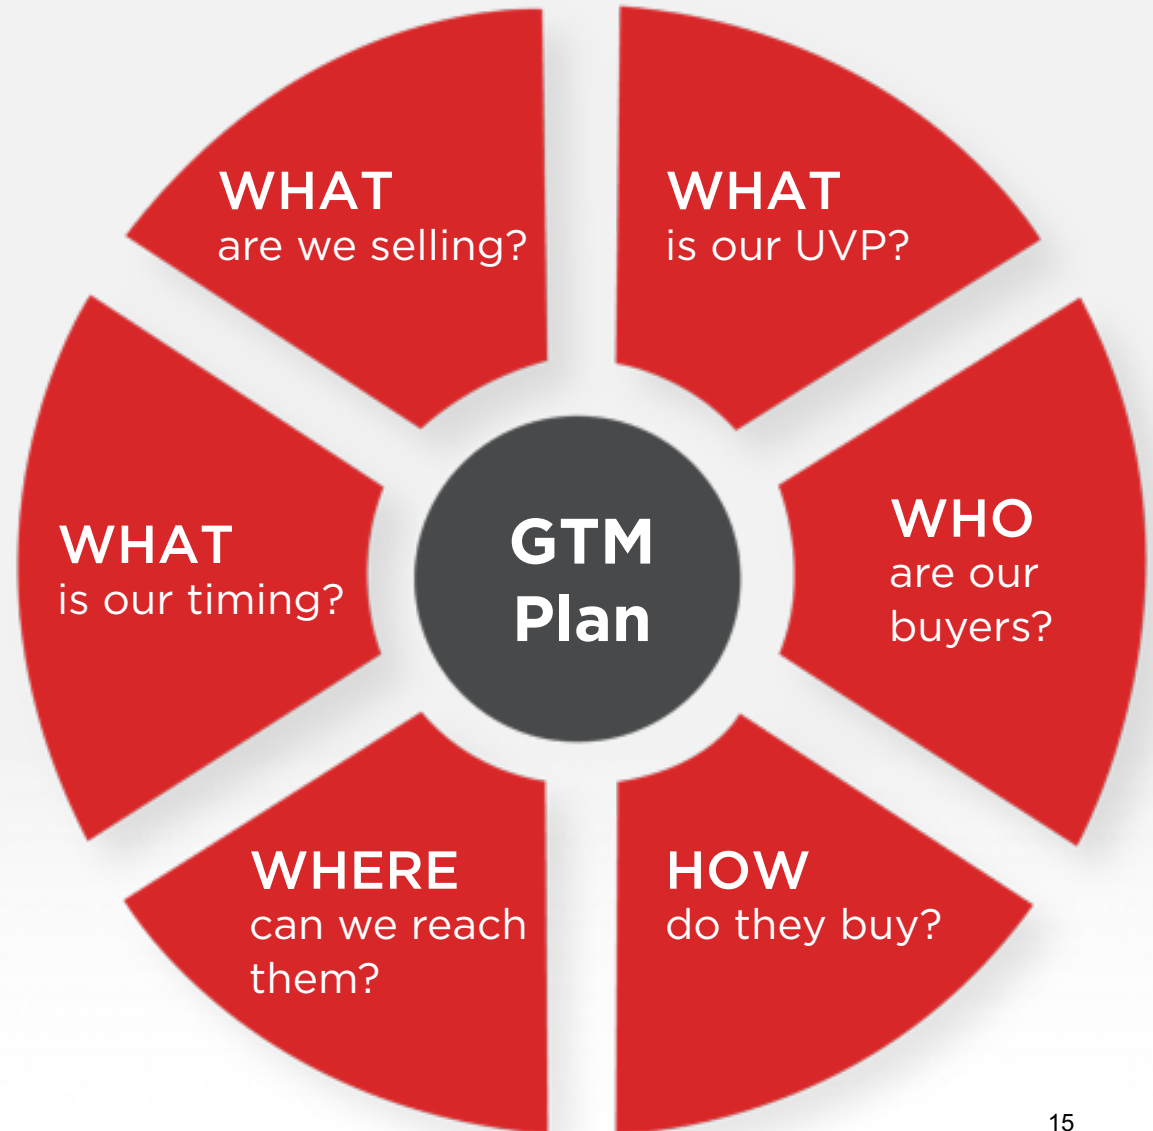 WHAT
are we selling?
WHAT
is our UVP?
WHO
are our
buyers?
HOW
do they buy?
WHERE
can we reach
them?
WHAT
is our timing?
GTM
Plan
15